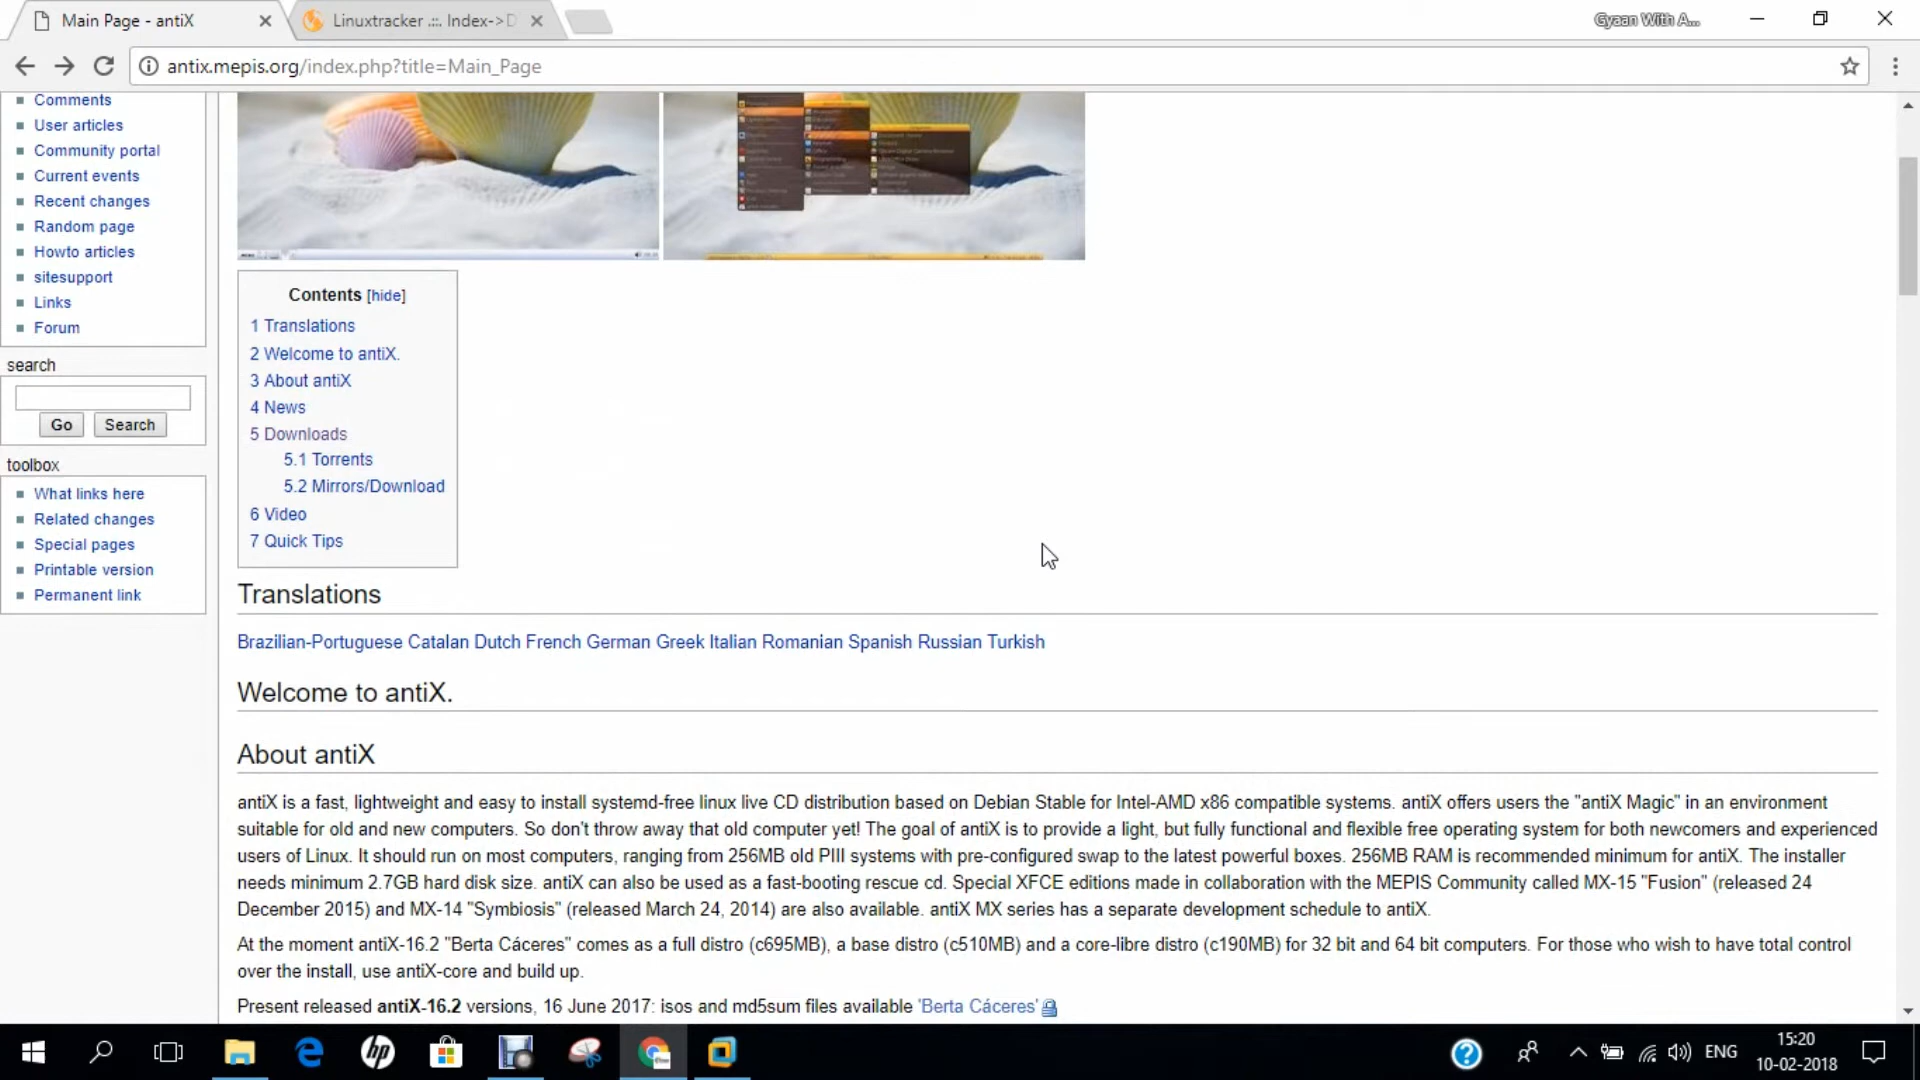 Main Page - antiX
Linuxtracker .::. Index->D
Gyaan With A...
antix.mepis.org/index.php?title=Main_Page
Comments
User articles
Community portal
Current events
Recent changes
Random page
Howto articles
sitesupport
Links
Forum
search
Go Search
toolbox
What links here
Related changes
Special pages
Printable version
Permanent link
Contents [hide]
1 Translations
2 Welcome to antiX.
3 About antiX
4 News
5 Downloads
5.1 Torrents
5.2 Mirrors/Download
6 Video
7 Quick Tips
Translations
Brazilian-Portuguese Catalan Dutch French German Greek Italian Romanian Spanish Russian Turkish
Welcome to antiX.
About antiX
antiX is a fast, lightweight and easy to install systemd-free linux live CD distribution based on Debian Stable for Intel-AMD x86 compatible systems. antiX offers users the "antiX Magic" in an environment
suitable for old and new computers. So don't throw away that old computer yet! The goal of antiX is to provide a light, but fully functional and flexible free operating system for both newcomers and experienced
users of Linux. It should run on most computers, ranging from 256MB old PIII systems with pre-configured swap to the latest powerful boxes. 256MB RAM is recommended minimum for antiX. The installer
needs minimum 2.7GB hard disk size. antiX can also be used as a fast-booting rescue cd. Special XFCE editions made in collaboration with the MEPIS Community called MX-15 "Fusion" (released 24
December 2015) and MX-14 "Symbiosis" (released March 24, 2014) are also available. antiX MX series has a separate development schedule to antiX.
At the moment antiX-16.2 "Berta Cáceres" comes as a full distro (c695MB), a base distro (c510MB) and a core-libre distro (c190MB) for 32 bit and 64 bit computers. For those who wish to have total control
over the install, use antiX-core and build up.
Present released antiX-16.2 versions, 16 June 2017: isos and md5sum files available 'Berta Cáceres'
hp
ENG
15:20
10-02-2018